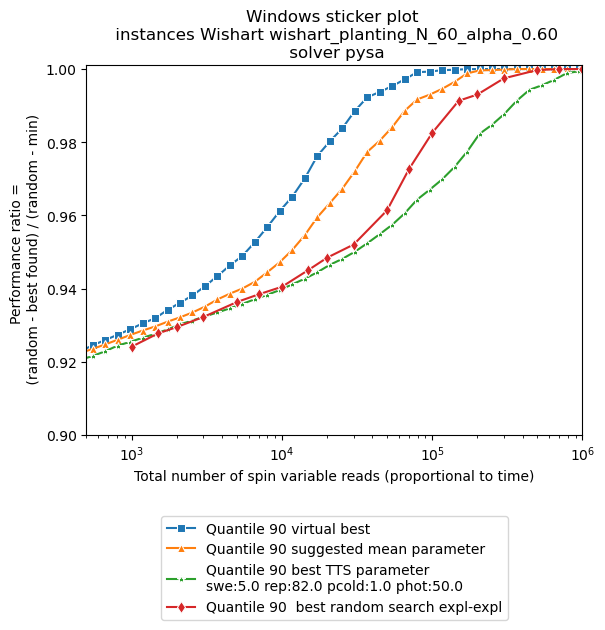 Windows sticker plot
instances Wishart wishart_planting_N_60_alpha_0.60
solver pysa
Performance ratio =
(random - best found) / (random - min)
1.00
0.98
0.96
0.94
0.92
0.90
10³
10⁴
10⁵
10⁶
Total number of spin variable reads (proportional to time)
Quantile 90 virtual best
Quantile 90 suggested mean parameter
Quantile 90 best TTS parameter
swe:5.0 rep:82.0 pcold:1.0 phot:50.0
Quantile 90  best random search expl-expl